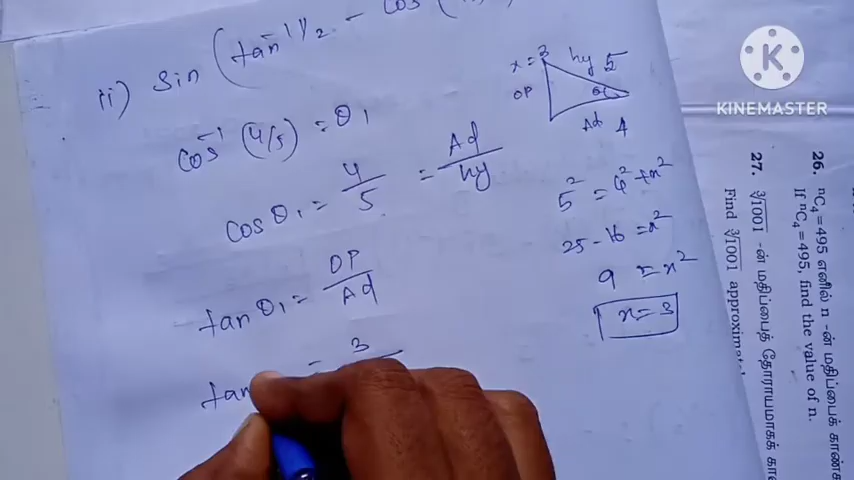 ii) sin (tan⁻¹ 1/2 - cos⁻¹
cos⁻¹ (4/5) = θ1
cos θ1 = 4/5 = Ad/hy
tan θ1 = OP/Ad
tan = 3
x = 3
hy 5
OP
θ1
Ad 4
5² = 4² + x²
25 - 16 = x²
9 = x²
x = 3
KINEMASTER
26. ⁿC₄ = 495 எனில் n -ன் மதிப்பைக் காண்க
If ⁿC₄ = 495, find the value of n.
27. ∛1001 -ன் மதிப்பைத் தோராயமாகக்
Find ∛1001